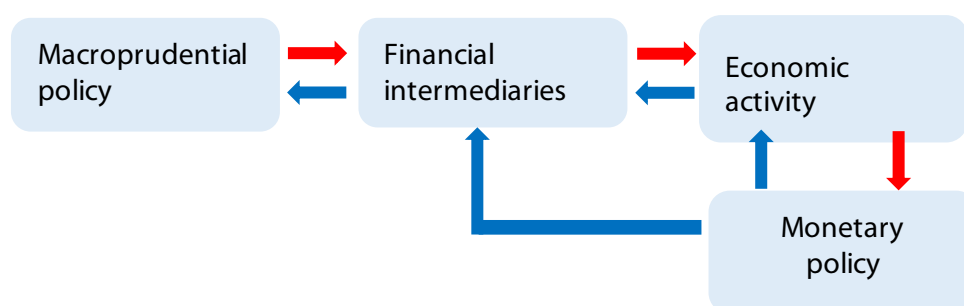 Macroprudential
policy
Financial
intermediaries
Economic
activity
Monetary
policy